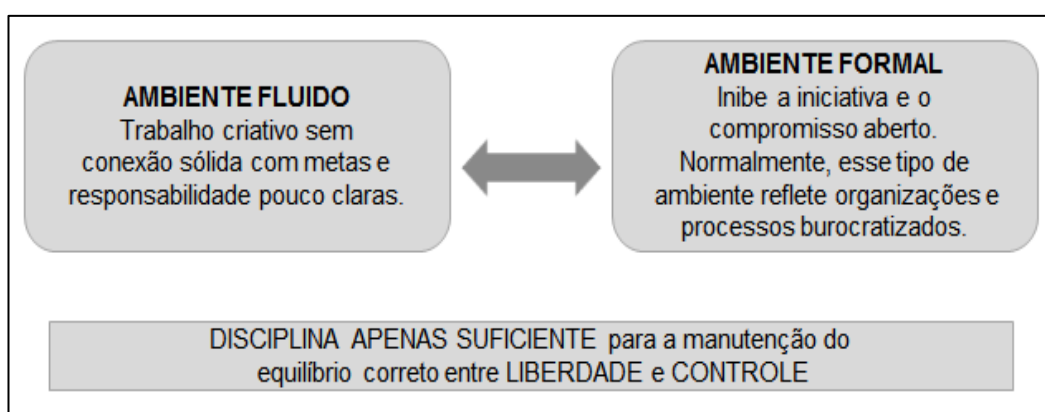 AMBIENTE FLUIDO
Trabalho criativo sem
conexão sólida com metas e
responsabilidade pouco claras.
AMBIENTE FORMAL
Inibe a iniciativa e o
compromisso aberto.
Normalmente, esse tipo de
ambiente reflete organizações e
processos burocratizados.
DISCIPLINA APENAS SUFICIENTE para a manutenção do
equilíbrio correto entre LIBERDADE e CONTROLE